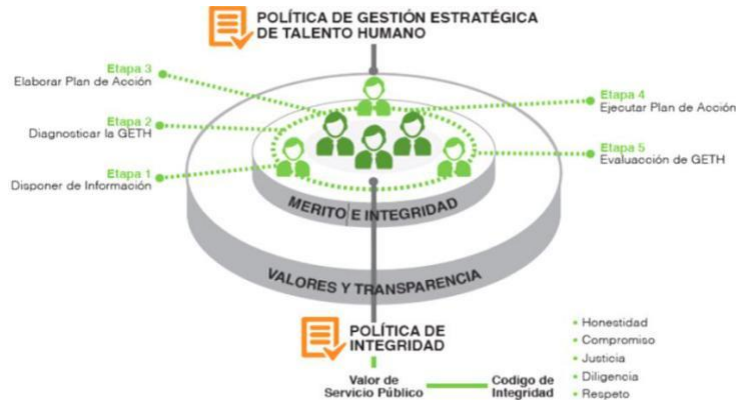 POLÍTICA DE GESTIÓN ESTRATÉGICA
DE TALENTO HUMANO
Etapa 3
Elaborar Plan de Acción
Etapa 2
Diagnosticar la GETH
Etapa 1
Disponer de Información
Etapa 4
Ejecutar Plan de Acción
Etapa 5
Evaluacción de GETH
MERITO E INTEGRIDAD
VALORES Y TRANSPARENCIA
POLÍTICA DE
INTEGRIDAD
Valor de
Servicio Público
Codigo de
Integridad
• Honestidad
• Compromiso
• Justicia
• Diligencia
• Respeto